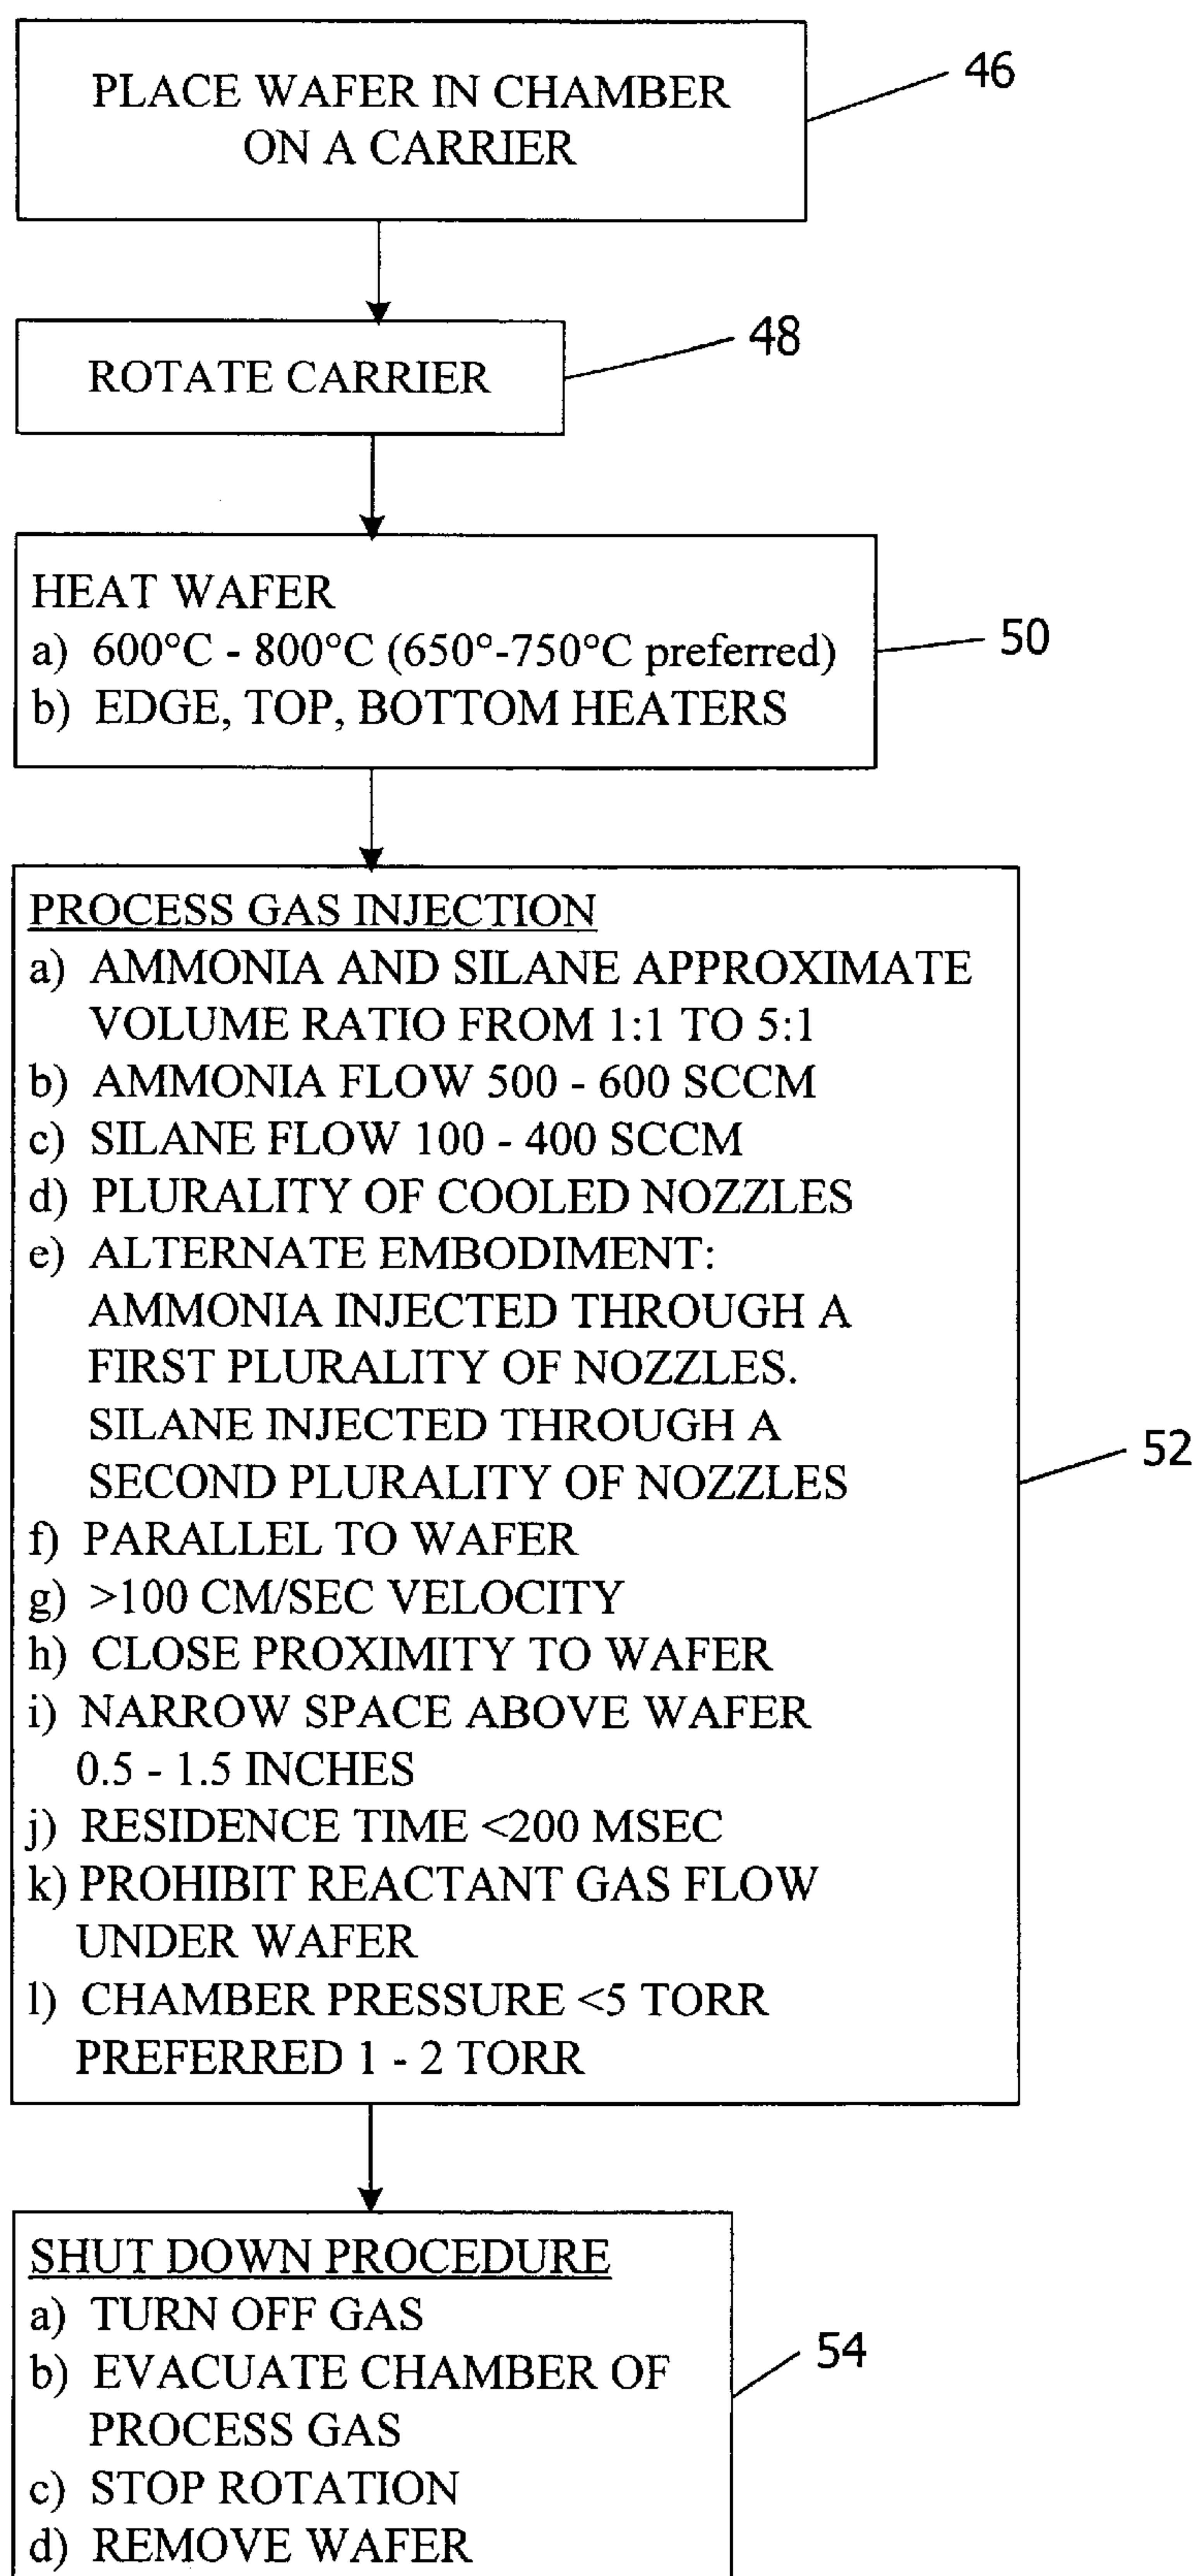 PLACE WAFER IN CHAMBER
ON A CARRIER
46
ROTATE CARRIER
48
HEAT WAFER
a) 600°C - 800°C (650°-750°C preferred)
b) EDGE, TOP, BOTTOM HEATERS
50
PROCESS GAS INJECTION
a) AMMONIA AND SILANE APPROXIMATE
VOLUME RATIO FROM 1:1 TO 5:1
b) AMMONIA FLOW 500 - 600 SCCM
c) SILANE FLOW 100 - 400 SCCM
d) PLURALITY OF COOLED NOZZLES
e) ALTERNATE EMBODIMENT:
AMMONIA INJECTED THROUGH A
FIRST PLURALITY OF NOZZLES.
SILANE INJECTED THROUGH A
SECOND PLURALITY OF NOZZLES
f) PARALLEL TO WAFER
g) >100 CM/SEC VELOCITY
h) CLOSE PROXIMITY TO WAFER
i) NARROW SPACE ABOVE WAFER
0.5 - 1.5 INCHES
j) RESIDENCE TIME <200 MSEC
k) PROHIBIT REACTANT GAS FLOW
UNDER WAFER
l) CHAMBER PRESSURE <5 TORR
PREFERRED 1 - 2 TORR
52
SHUT DOWN PROCEDURE
a) TURN OFF GAS
b) EVACUATE CHAMBER OF
PROCESS GAS
c) STOP ROTATION
d) REMOVE WAFER
54